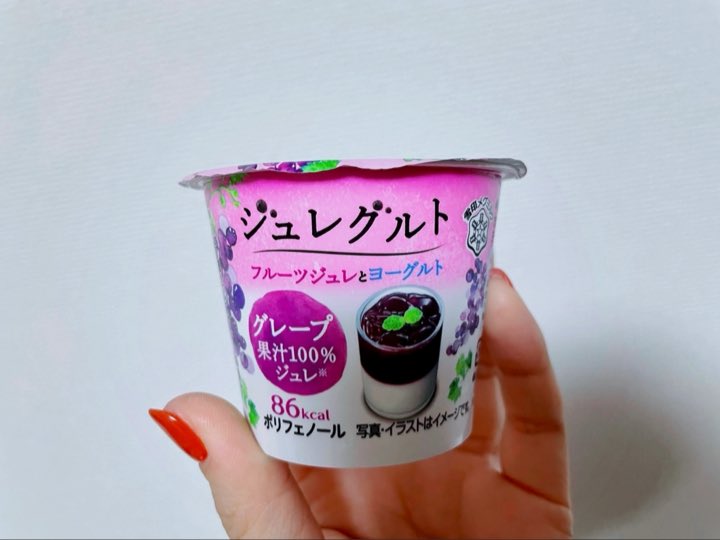 ジュレグルト
フルーツジュレとヨーグルト
グレープ
果汁100%
ジュレ※
86kcal
ポリフェノール
写真・イラストはイメージです。